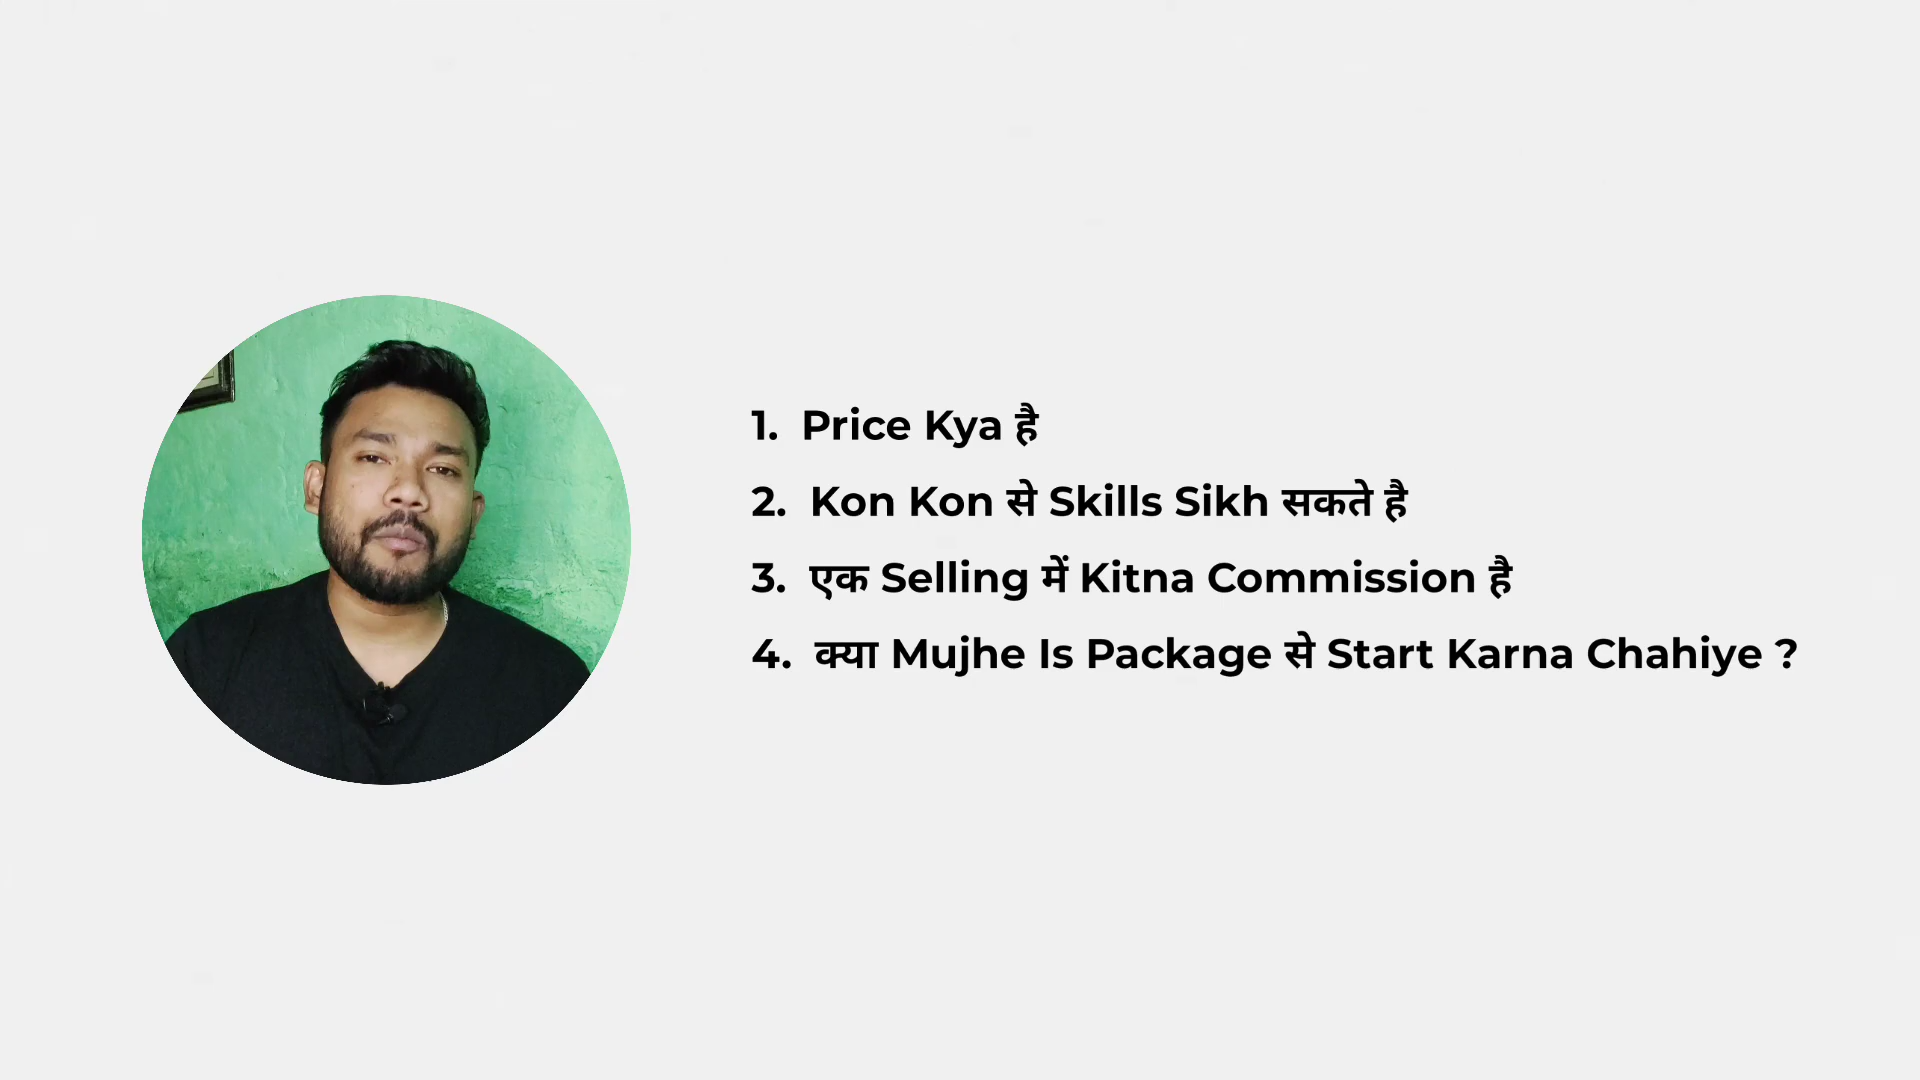 1. Price Kya है
2. Kon Kon से Skills Sikh सकते है
3. एक Selling में Kitna Commission है
4. क्या Mujhe Is Package से Start Karna Chahiye ?